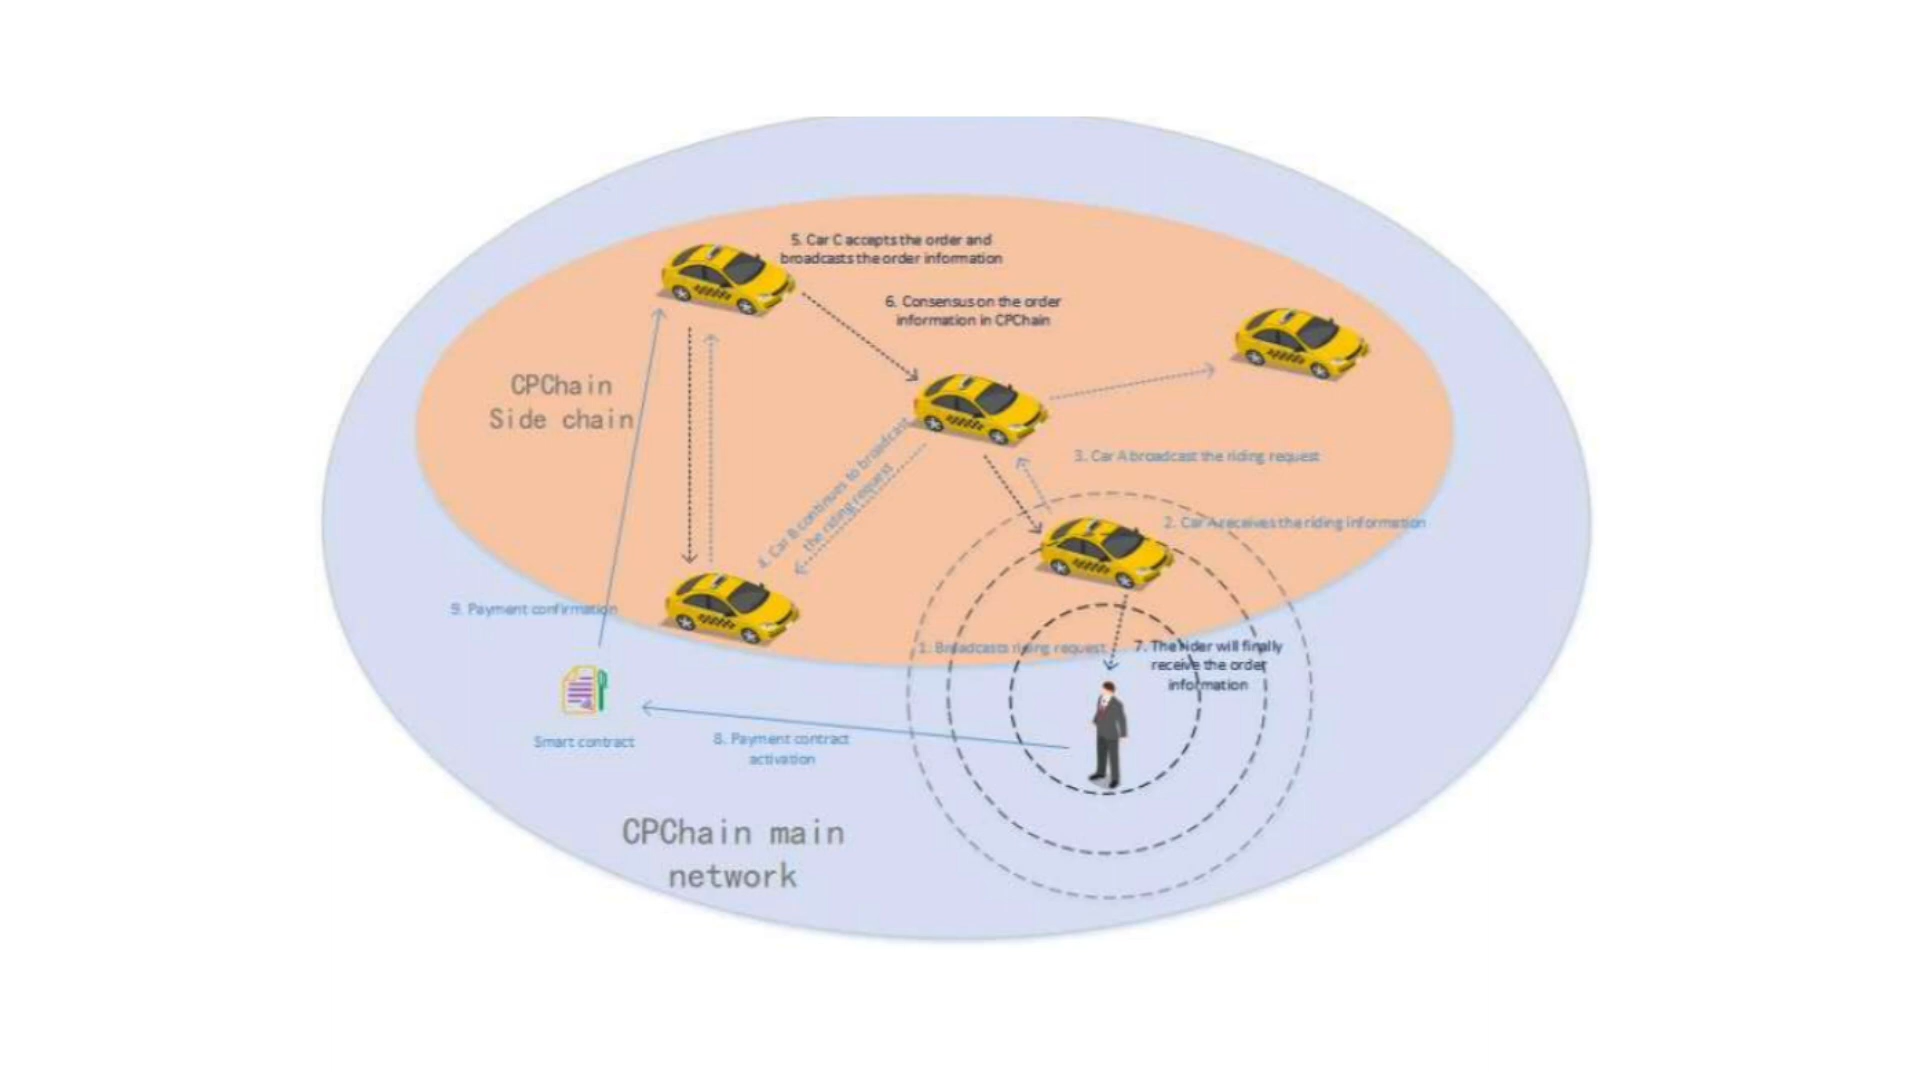 5. Car C accepts the order and
broadcasts the order information
6. Consensus on the order
information in CPChain
CPChain
Side chain
3. Car A broadcast the riding request
4. Car B continues to broadcast
the riding request
2. Car A receives the riding information
9. Payment confirmation
1. Broadcasts riding request
7. The rider will finally
receive the order
information
Smart contract
8. Payment contract
activation
CPChain main
network